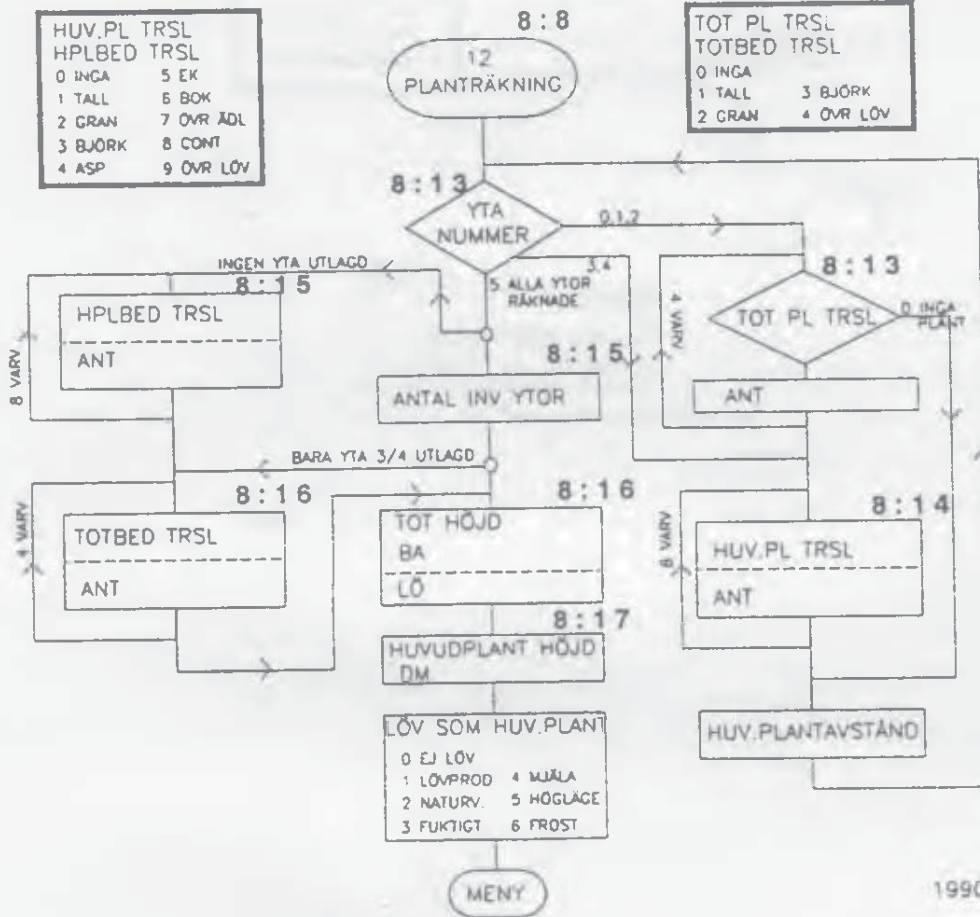 HUV.PL TRSL
HPLBED TRSL
0 INGA 5 EK
1 TALL 6 BOK
2 GRAN 7 ÖVR ÄDL
3 BJÖRK 8 CONT
4 ASP 9 ÖVR LÖV
8:8
12
PLANTRÄKNING
TOT PL TRSL
TOTBED TRSL
0 INGA
1 TALL 3 BJÖRK
2 GRAN 4 ÖVR LÖV
8:13
YTA
NUMMER
0,1,2
3,4
5 ALLA YTOR
RÄKNADE
INGEN YTA UTLAGD
8:15
HPLBED TRSL
ANT
8 VARV
8:13
TOT PL TRSL
0 INGA
PLANT
4 VARV
ANT
8:15
ANTAL INV YTOR
BARA YTA 3/4 UTLAGD
8:16
TOTBED TRSL
ANT
4 VARV
8:16
TOT HÖJD
BA
LÖ
8:14
HUV.PL TRSL
ANT
8 VARV
8:17
HUVUDPLANT HÖJD
DM
HUV.PLANTAVSTÅND
LÖV SOM HUV.PLANT
0 EJ LÖV
1 LÖVPROD 4 MJÄLA
2 NATURV. 5 HÖGLÄGE
3 FUKTIGT 6 FROST
MENY
1990